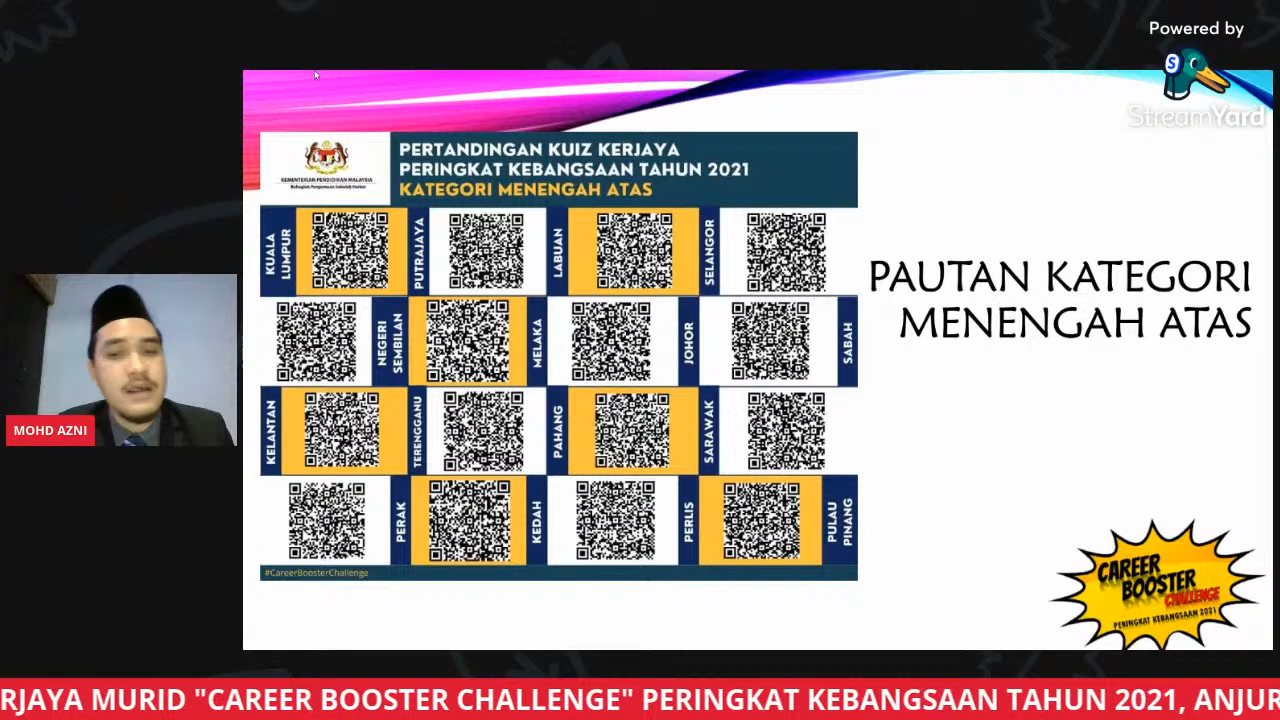 Powered by
StreamYard
KEMENTERIAN PENDIDIKAN MALAYSIA
PERTANDINGAN KUIZ KERJAYA
PERINGKAT KEBANGSAAN TAHUN 2021
KATEGORI MENENGAH ATAS
KUALA
LUMPUR
PUTRAJAYA
LABUAN
SELANGOR
NEGERI
SEMBILAN
MELAKA
JOHOR
SABAH
KELANTAN
TERENGGANU
PAHANG
SARAWAK
PERAK
KEDAH
PERLIS
PULAU
PINANG
#CareerBoosterChallenge
PAUTAN KATEGORI
MENENGAH ATAS
MOHD AZNI
CAREER
BOOSTER
CHALLENGE
PERINGKAT KEBANGSAAN 2021
RJAYA MURID "CAREER BOOSTER CHALLENGE" PERINGKAT KEBANGSAAN TAHUN 2021, ANJUR